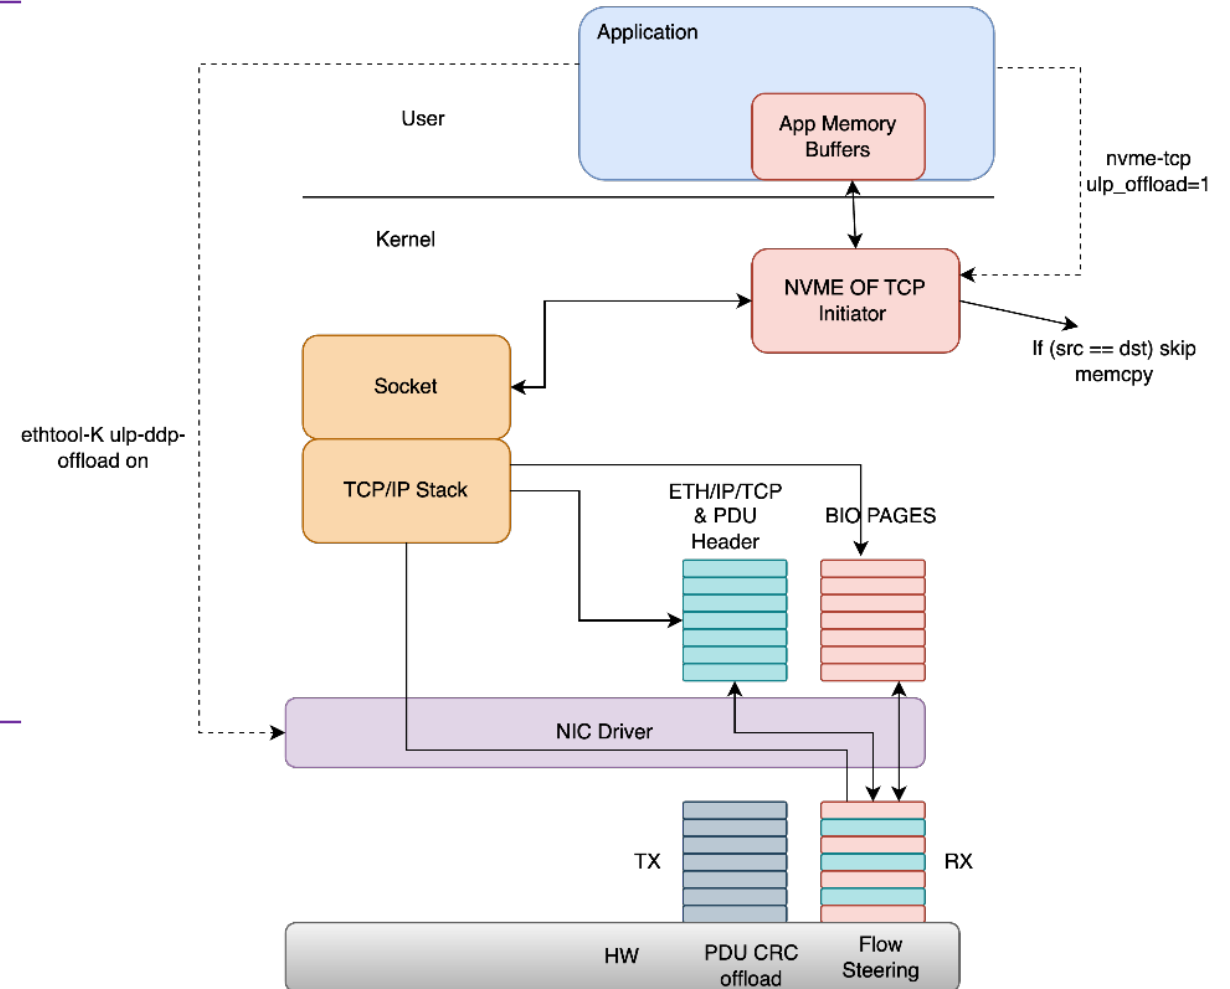 Application
User
App Memory
Buffers
nvme-tcp
ulp_offload=1
Kernel
NVME OF TCP
Initiator
If (src == dst) skip
memcpy
Socket
ethtool-K ulp-ddp-
offload on
TCP/IP Stack
ETH/IP/TCP
& PDU
Header
BIO PAGES
NIC Driver
TX
RX
HW
PDU CRC
offload
Flow
Steering